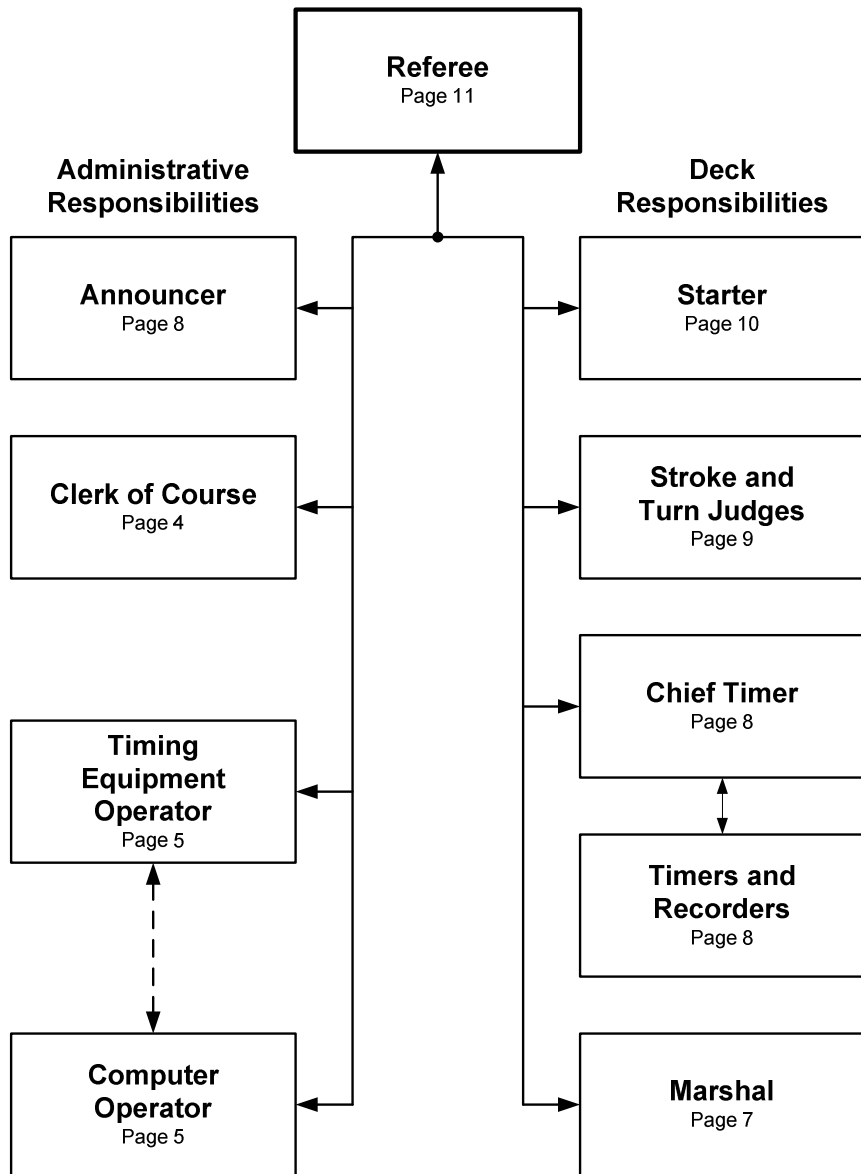 Referee
Page 11
Administrative
Responsibilities
Deck
Responsibilities
Announcer
Page 8
Starter
Page 10
Clerk of Course
Page 4
Stroke and
Turn Judges
Page 9
Chief Timer
Page 8
Timing
Equipment
Operator
Page 5
Timers and
Recorders
Page 8
Computer
Operator
Page 5
Marshal
Page 7